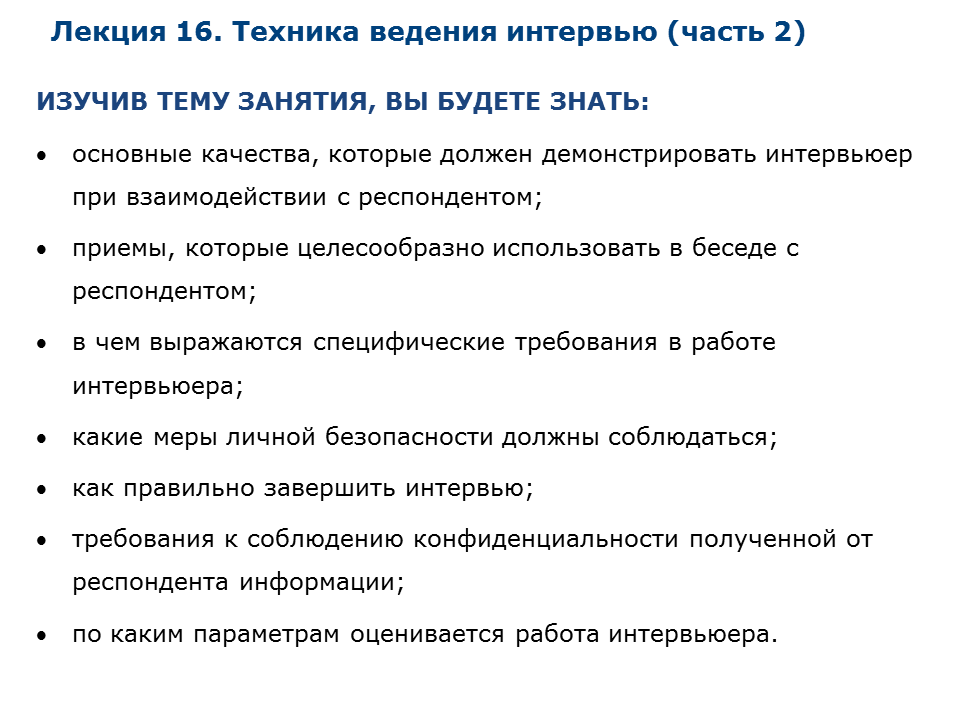 Лекция 16. Техника ведения интервью (часть 2)
ИЗУЧИВ ТЕМУ ЗАНЯТИЯ, ВЫ БУДЕТЕ ЗНАТЬ:
• основные качества, которые должен демонстрировать интервьюер
при взаимодействии с респондентом;
• приемы, которые целесообразно использовать в беседе с
респондентом;
• в чем выражаются специфические требования в работе
интервьюера;
• какие меры личной безопасности должны соблюдаться;
• как правильно завершить интервью;
• требования к соблюдению конфиденциальности полученной от
респондента информации;
• по каким параметрам оценивается работа интервьюера.